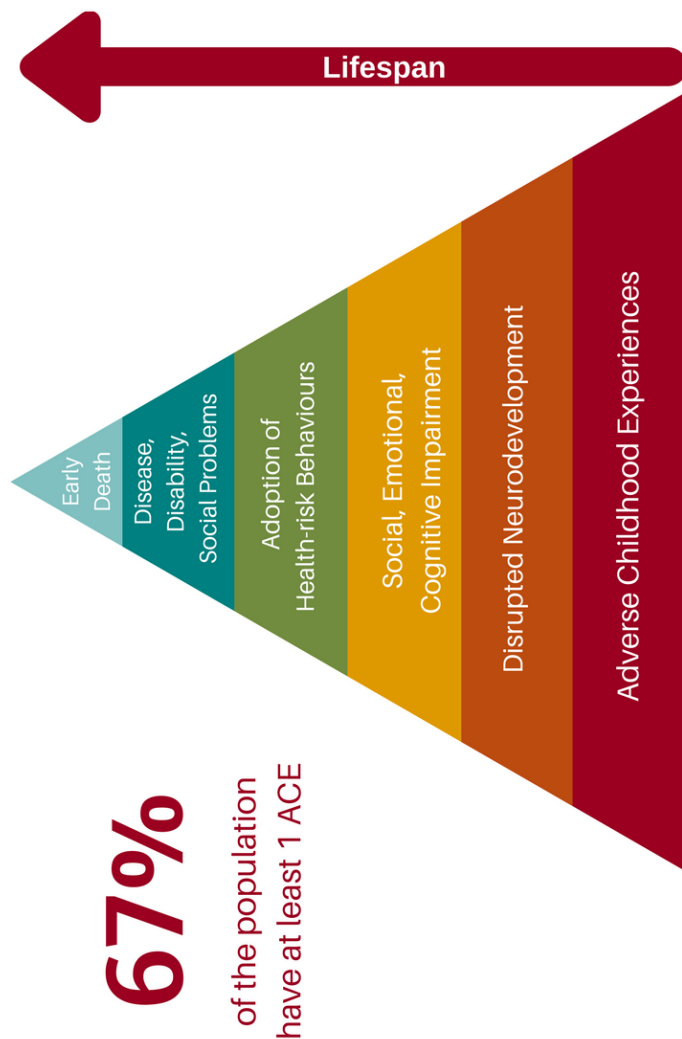 67%
of the population
have at least 1 ACE
Early
Death
Disease,
Disability,
Social Problems
Adoption of
Health-risk Behaviours
Social, Emotional,
Cognitive Impairment
Disrupted Neurodevelopment
Adverse Childhood Experiences
Lifespan